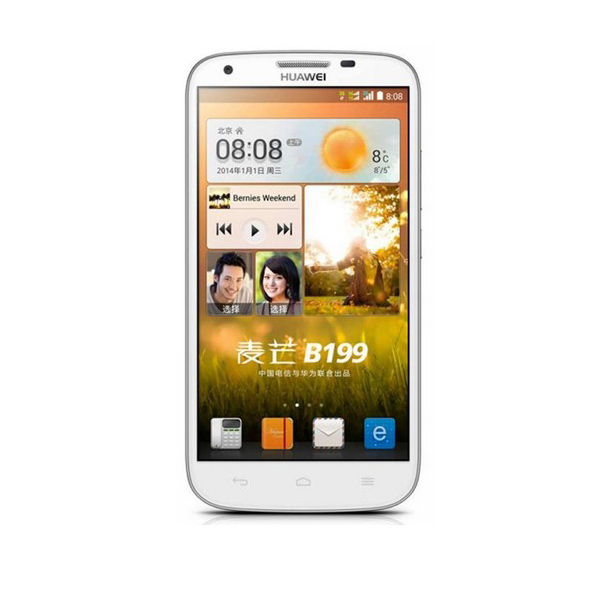 HUAWEI
8:08
北京
08:08 上午
8°C
2014年1月1日 周三
8°/5°
Bernies Weekend
选择 选择
麦芒 B199
中国电信与华为联合出品
e